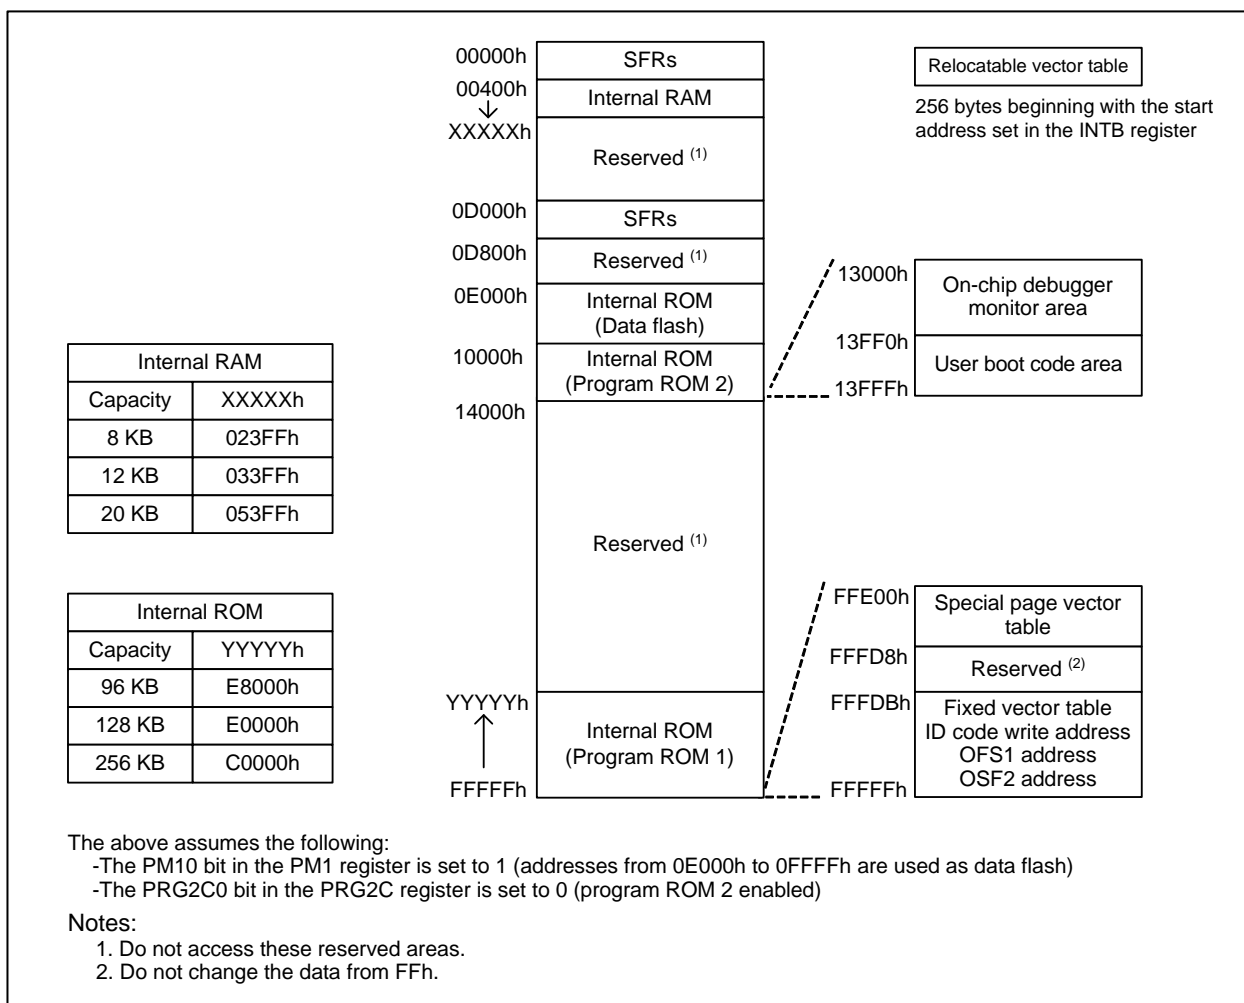 00000h
SFRs
00400h
Internal RAM
XXXXXh
Reserved (1)
0D000h
SFRs
0D800h
Reserved (1)
0E000h
Internal ROM
(Data flash)
10000h
Internal ROM
(Program ROM 2)
14000h
Reserved (1)
YYYYYh
Internal ROM
(Program ROM 1)
FFFFFh
Relocatable vector table
256 bytes beginning with the start
address set in the INTB register
13000h
On-chip debugger
monitor area
13FF0h
User boot code area
13FFFh
FFE00h
Special page vector
table
FFFD8h
Reserved (2)
FFFDBh
Fixed vector table
ID code write address
OFS1 address
OSF2 address
FFFFFh
Internal RAM
Capacity XXXXXh
8 KB 023FFh
12 KB 033FFh
20 KB 053FFh
Internal ROM
Capacity YYYYYh
96 KB E8000h
128 KB E0000h
256 KB C0000h
The above assumes the following:
-The PM10 bit in the PM1 register is set to 1 (addresses from 0E000h to 0FFFFh are used as data flash)
-The PRG2C0 bit in the PRG2C register is set to 0 (program ROM 2 enabled)
Notes:
1. Do not access these reserved areas.
2. Do not change the data from FFh.